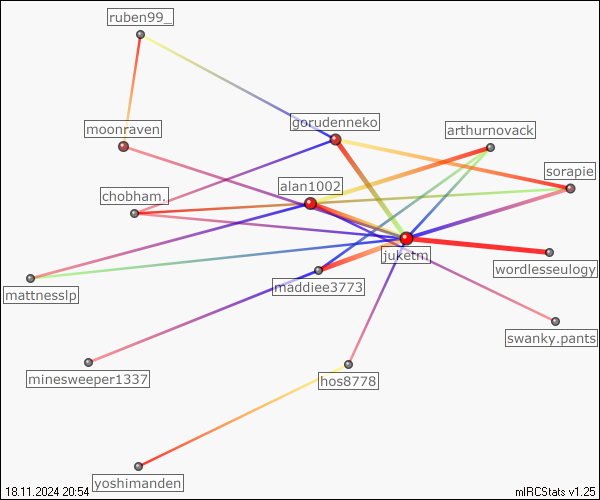 ruben99_
gorudenneko
moonraven
arthurnovack
sorapie
alan1002
chobham.
juketm
wordlesseulogy
maddiee3773
mattnesslp
swanky.pants
minesweeper1337
hos8778
yoshimanden
18.11.2024 20:54
mIRCStats v1.25